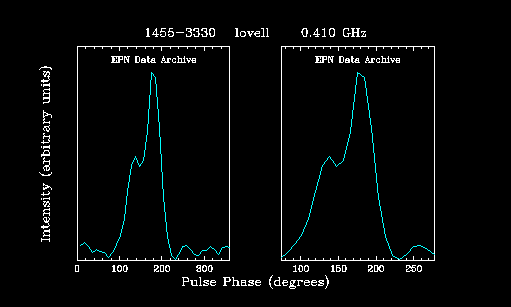 1455-3330 lovell 0.410 GHz
EPN Data Archive EPN Data Archive
Intensity (arbitrary units)
0 100 200 300 100 150 200 250
Pulse Phase (degrees)